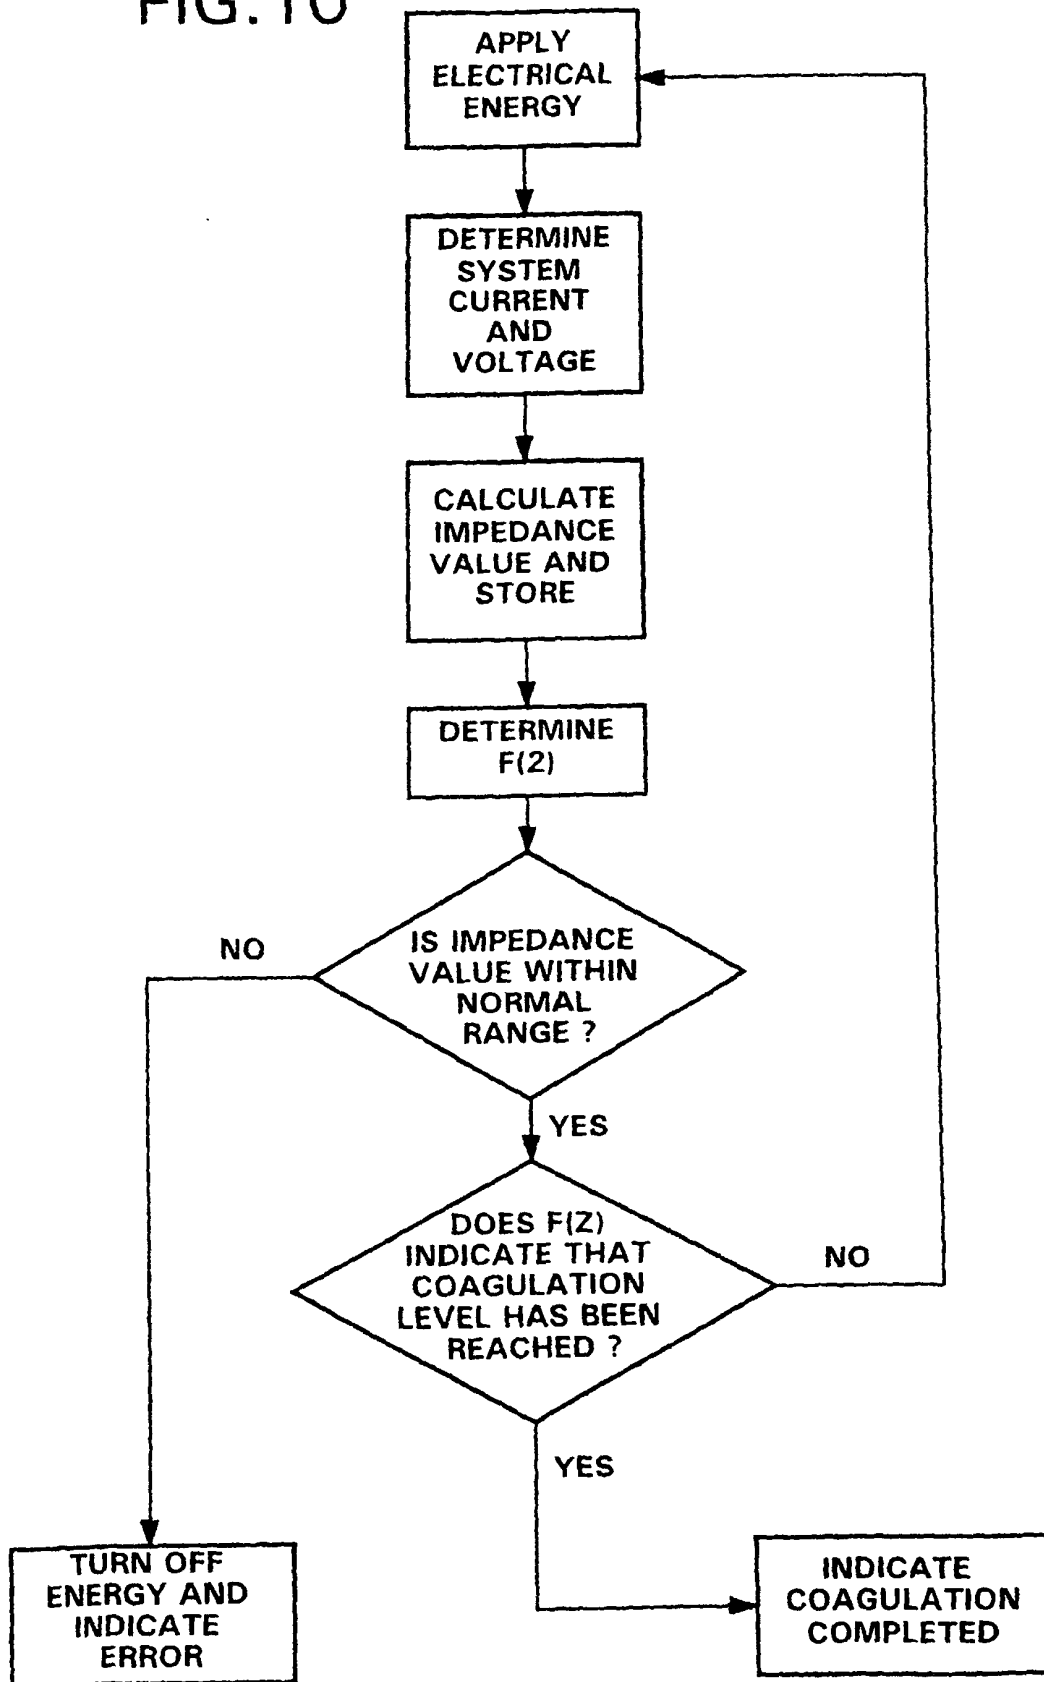 FIG. 10
APPLY
ELECTRICAL
ENERGY
DETERMINE
SYSTEM
CURRENT
AND
VOLTAGE
CALCULATE
IMPEDANCE
VALUE AND
STORE
DETERMINE
F(2)
IS IMPEDANCE
VALUE WITHIN
NORMAL
RANGE ?
NO
YES
DOES F(Z)
INDICATE THAT
COAGULATION
LEVEL HAS BEEN
REACHED ?
NO
YES
TURN OFF
ENERGY AND
INDICATE
ERROR
INDICATE
COAGULATION
COMPLETED